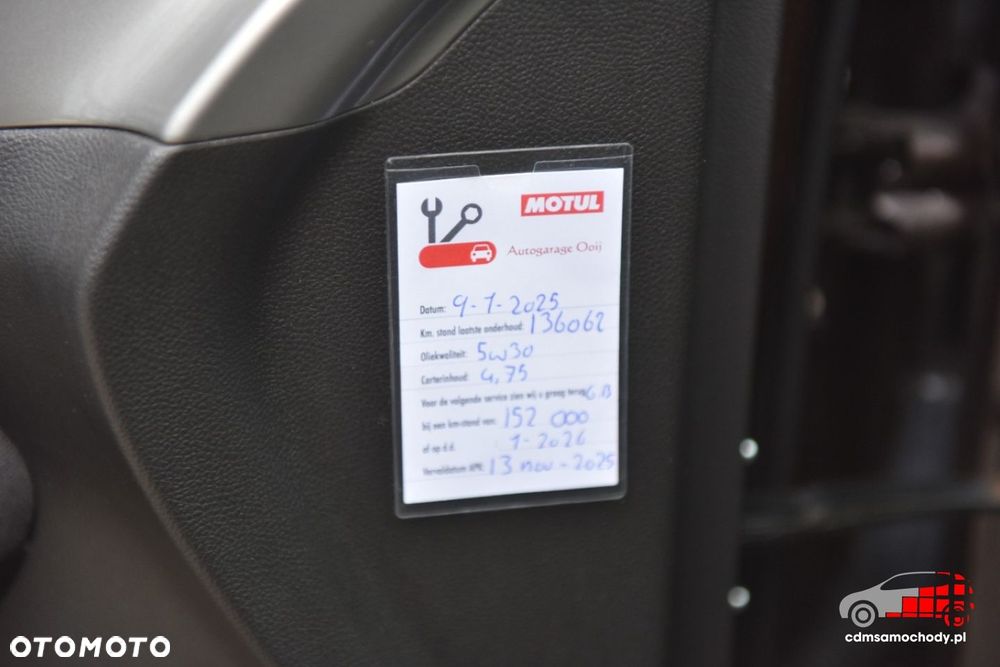 MOTUL
Autogarage Ooij
Datum: 9-1-2025
Km. stand laatste onderhoud: 136062
Oliekwaliteit: 5w30
Carterinhoud: 4,75
Voor de volgende service zien wij u graag terug GB
bij een km-stand van: 152 000
of op d.d. 1-2026
Vervaldatum APK: 13 nov-2025
OTOMOTO
cdmsamochody.pl